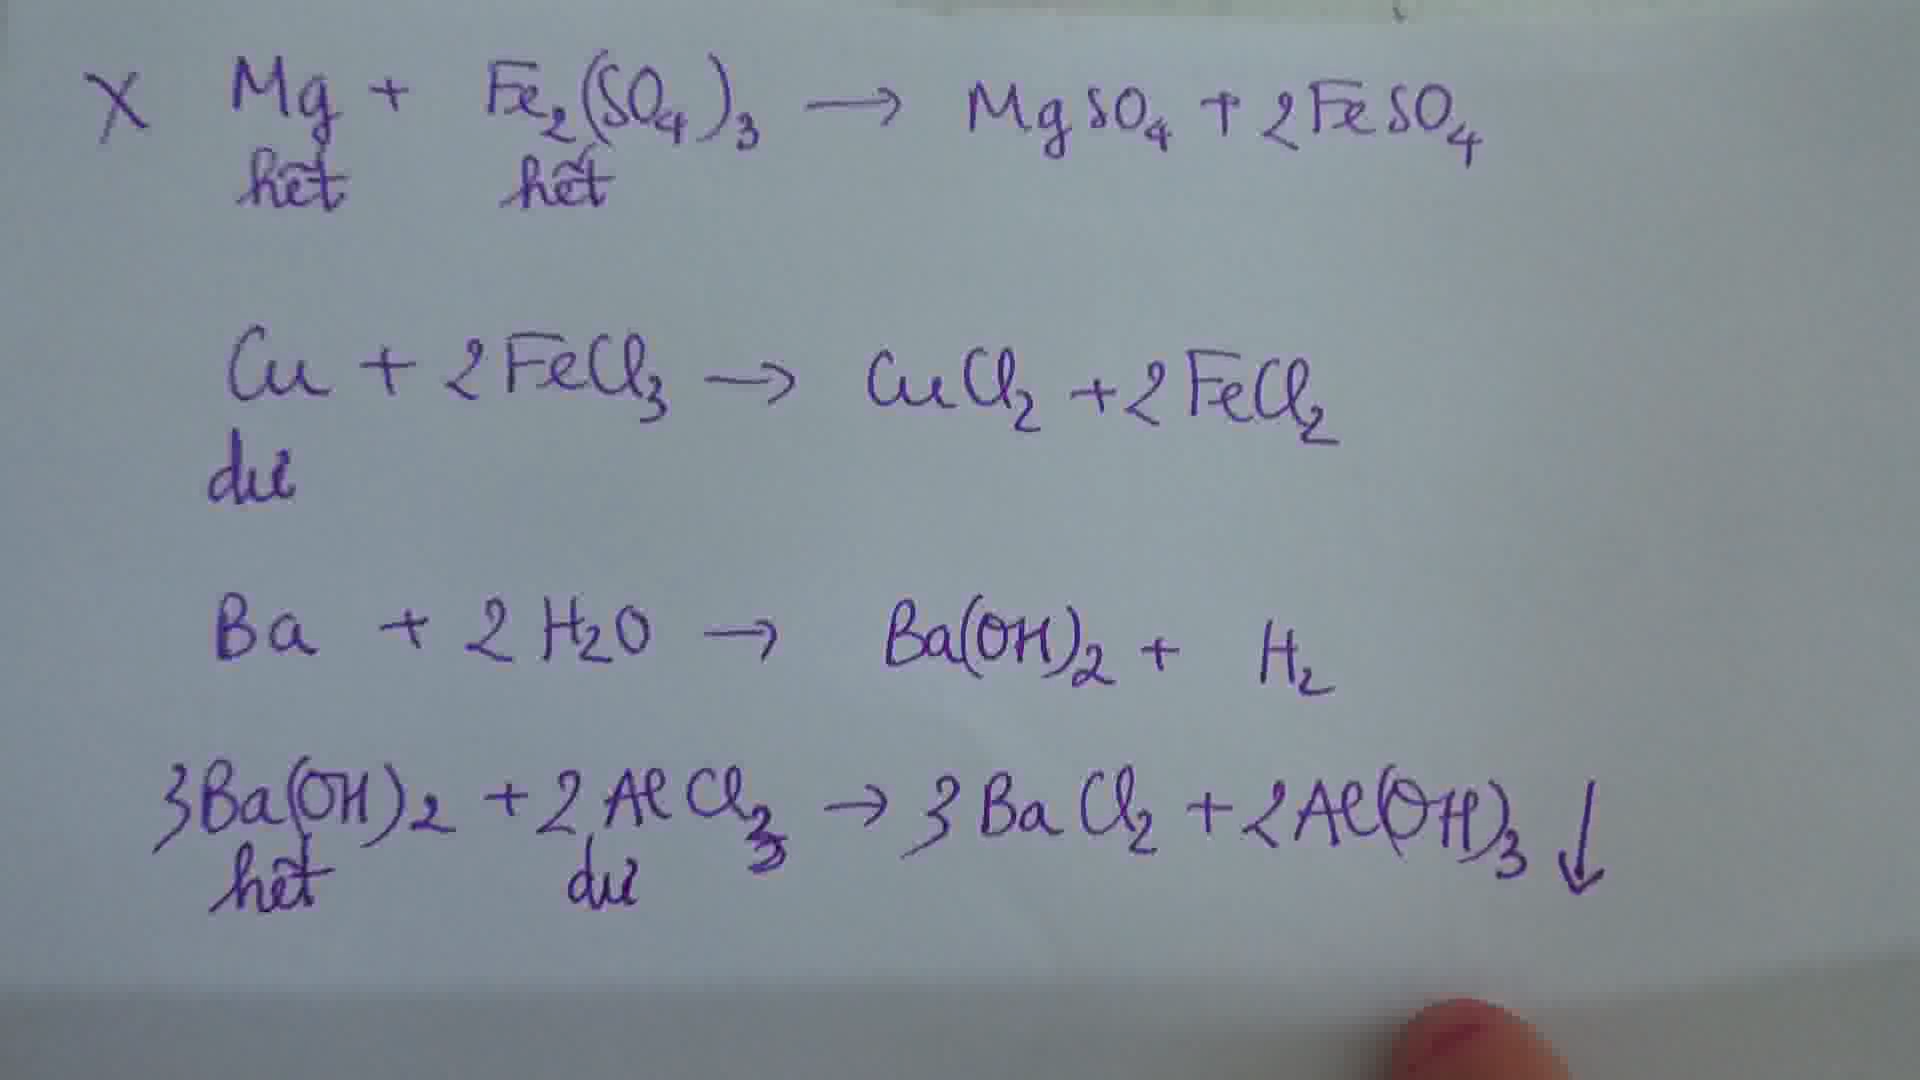 X Mg + Fe₂(SO₄)₃ → MgSO₄ + 2FeSO₄
hết hết
Cu + 2FeCl₃ → CuCl₂ + 2FeCl₂
dư
Ba + 2H₂O → Ba(OH)₂ + H₂
3Ba(OH)₂ + 2AlCl₃ → 3BaCl₂ + 2Al(OH)₃ ↓
hết dư